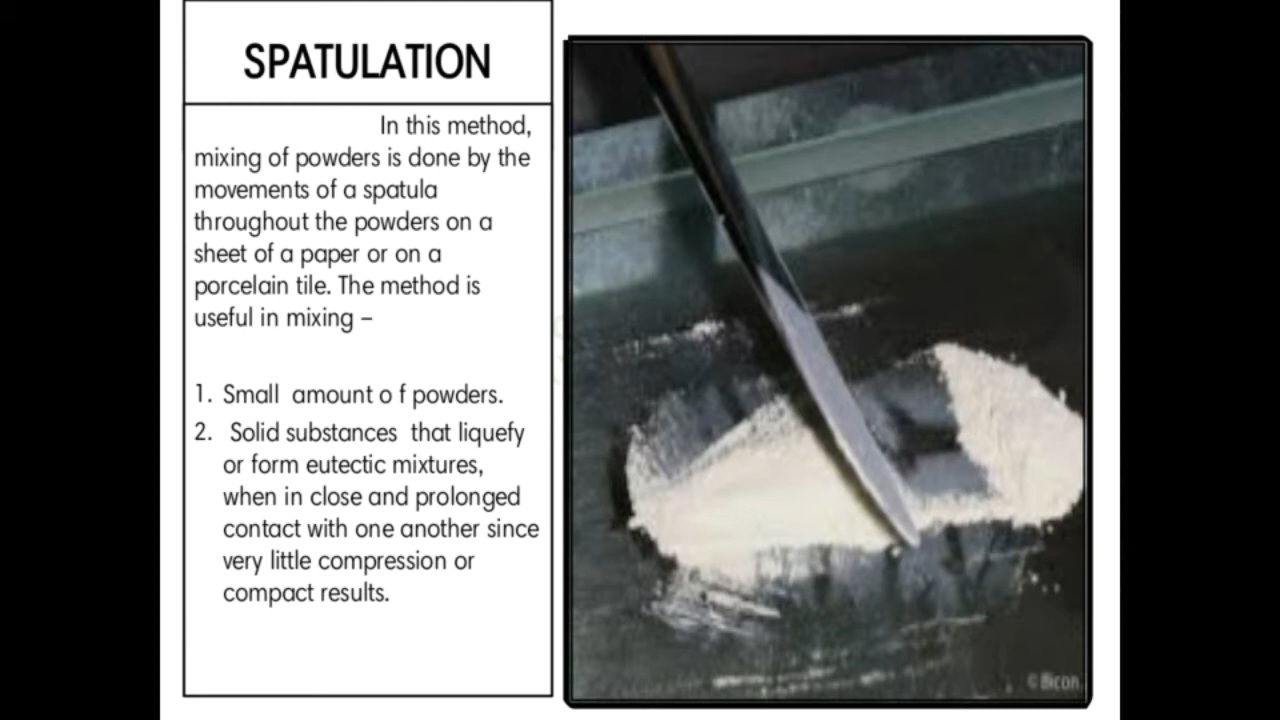 SPATULATION
In this method,
mixing of powders is done by the
movements of a spatula
throughout the powders on a
sheet of a paper or on a
porcelain tile. The method is
useful in mixing –
1. Small  amount o f powders.
2.  Solid substances  that liquefy
or form eutectic mixtures,
when in close and prolonged
contact with one another since
very little compression or
compact results.
© Bicon